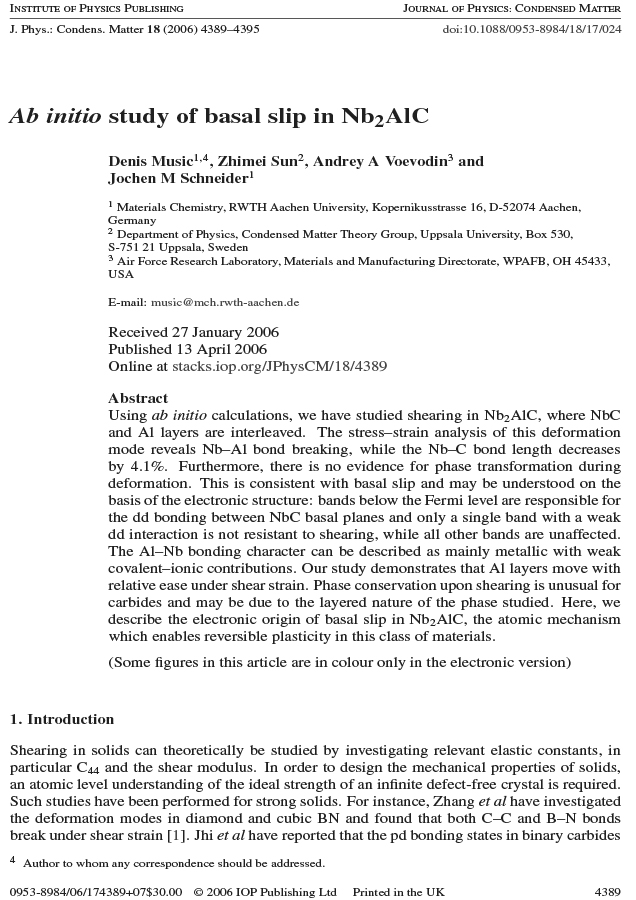 INSTITUTE OF PHYSICS PUBLISHING JOURNAL OF PHYSICS: CONDENSED MATTER
J. Phys.: Condens. Matter 18 (2006) 4389–4395 doi:10.1088/0953-8984/18/17/024
Ab initio study of basal slip in Nb₂AlC
Denis Music¹,⁴, Zhimei Sun², Andrey A Voevodin³ and
Jochen M Schneider¹
¹ Materials Chemistry, RWTH Aachen University, Kopernikusstrasse 16, D-52074 Aachen,
Germany
² Department of Physics, Condensed Matter Theory Group, Uppsala University, Box 530,
S-751 21 Uppsala, Sweden
³ Air Force Research Laboratory, Materials and Manufacturing Directorate, WPAFB, OH 45433,
USA
E-mail: music@mch.rwth-aachen.de
Received 27 January 2006
Published 13 April 2006
Online at stacks.iop.org/JPhysCM/18/4389
Abstract
Using ab initio calculations, we have studied shearing in Nb₂AlC, where NbC
and Al layers are interleaved. The stress–strain analysis of this deformation
mode reveals Nb–Al bond breaking, while the Nb–C bond length decreases
by 4.1%. Furthermore, there is no evidence for phase transformation during
deformation. This is consistent with basal slip and may be understood on the
basis of the electronic structure: bands below the Fermi level are responsible for
the dd bonding between NbC basal planes and only a single band with a weak
dd interaction is not resistant to shearing, while all other bands are unaffected.
The Al–Nb bonding character can be described as mainly metallic with weak
covalent–ionic contributions. Our study demonstrates that Al layers move with
relative ease under shear strain. Phase conservation upon shearing is unusual for
carbides and may be due to the layered nature of the phase studied. Here, we
describe the electronic origin of basal slip in Nb₂AlC, the atomic mechanism
which enables reversible plasticity in this class of materials.
(Some figures in this article are in colour only in the electronic version)
1. Introduction
Shearing in solids can theoretically be studied by investigating relevant elastic constants, in
particular C₄₄ and the shear modulus. In order to design the mechanical properties of solids,
an atomic level understanding of the ideal strength of an infinite defect-free crystal is required.
Such studies have been performed for strong solids. For instance, Zhang et al have investigated
the deformation modes in diamond and cubic BN and found that both C–C and B–N bonds
break under shear strain [1]. Jhi et al have reported that the pd bonding states in binary carbides
⁴ Author to whom any correspondence should be addressed.
0953-8984/06/174389+07$30.00 © 2006 IOP Publishing Ltd Printed in the UK 4389